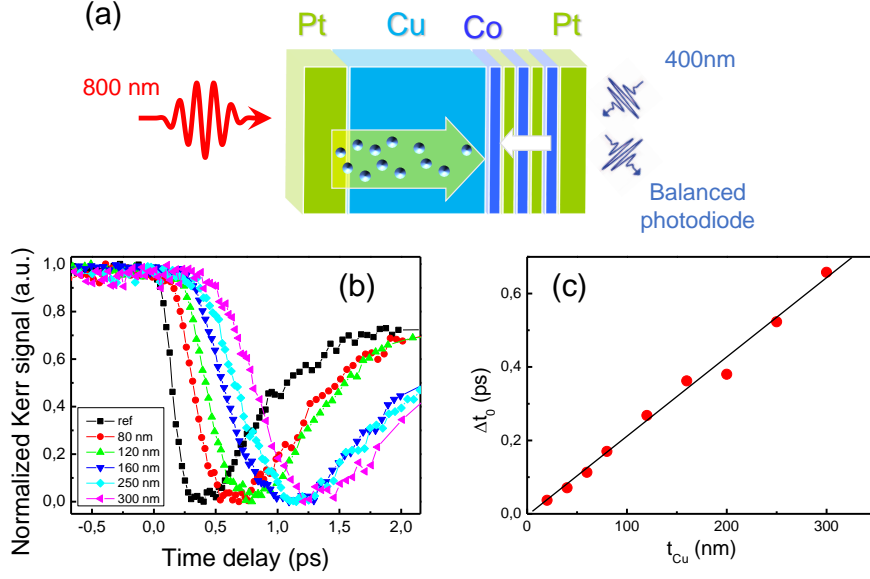 (a)
Pt Cu Co Pt
800 nm
400nm
Balanced
photodiode
(b)
Normalized Kerr signal (a.u.)
1,0
0,8
0,6
0,4
0,2
0,0
ref
80 nm
120 nm
160 nm
250 nm
300 nm
-0,5 0,0 0,5 1,0 1,5 2,0
Time delay (ps)
(c)
Δt0 (ps)
0,6
0,4
0,2
0,0
0 100 200 300
tCu (nm)